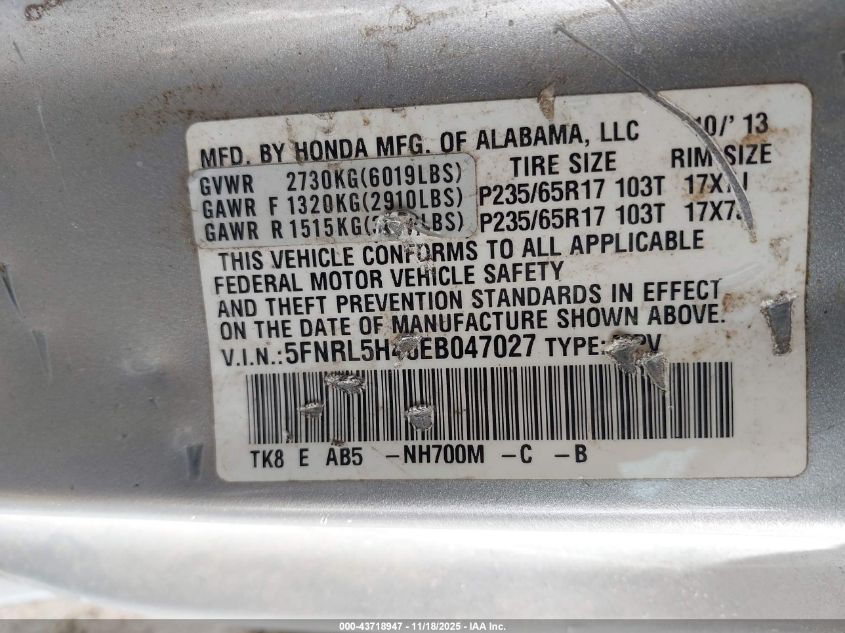 MFD. BY HONDA MFG. OF ALABAMA, LLC 10/' 13
TIRE SIZE RIM SIZE
GVWR 2730KG(6019LBS)
GAWR F 1320KG(2910LBS) P235/65R17 103T
GAWR R 1515KG( P235/65R17 103T
THIS VEHICLE CONFORMS TO ALL APPLICABLE
FEDERAL MOTOR VEHICLE SAFETY
AND THEFT PREVENTION STANDARDS IN EFFECT
ON THE DATE OF MANUFACTURE SHOWN ABOVE.
V.I.N.: TYPE:
TK8 E AB5 -NH700M -C -B
000-43718947 — 11/18/2025 — IAA Inc.